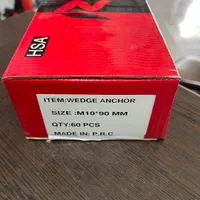 HSA
ITEM:WEDGE ANCHOR
SIZE :M10*90 MM
QTY:60 PCS
MADE IN: P.R.C